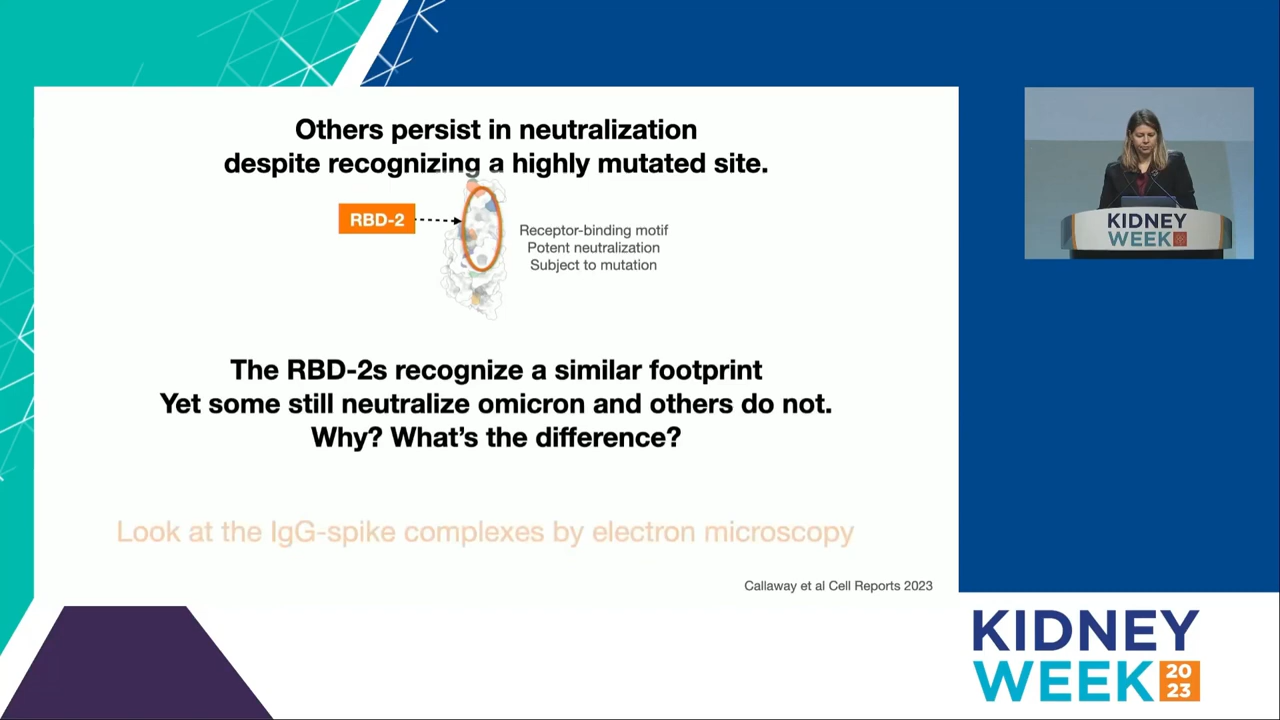 Others persist in neutralization
despite recognizing a highly mutated site.
RBD-2
Receptor-binding motif
Potent neutralization
Subject to mutation
The RBD-2s recognize a similar footprint
Yet some still neutralize omicron and others do not.
Why? What's the difference?
Look at the IgG-spike complexes by electron microscopy
Callaway et al Cell Reports 2023
KIDNEY
WEEK
KIDNEY
WEEK 20
23